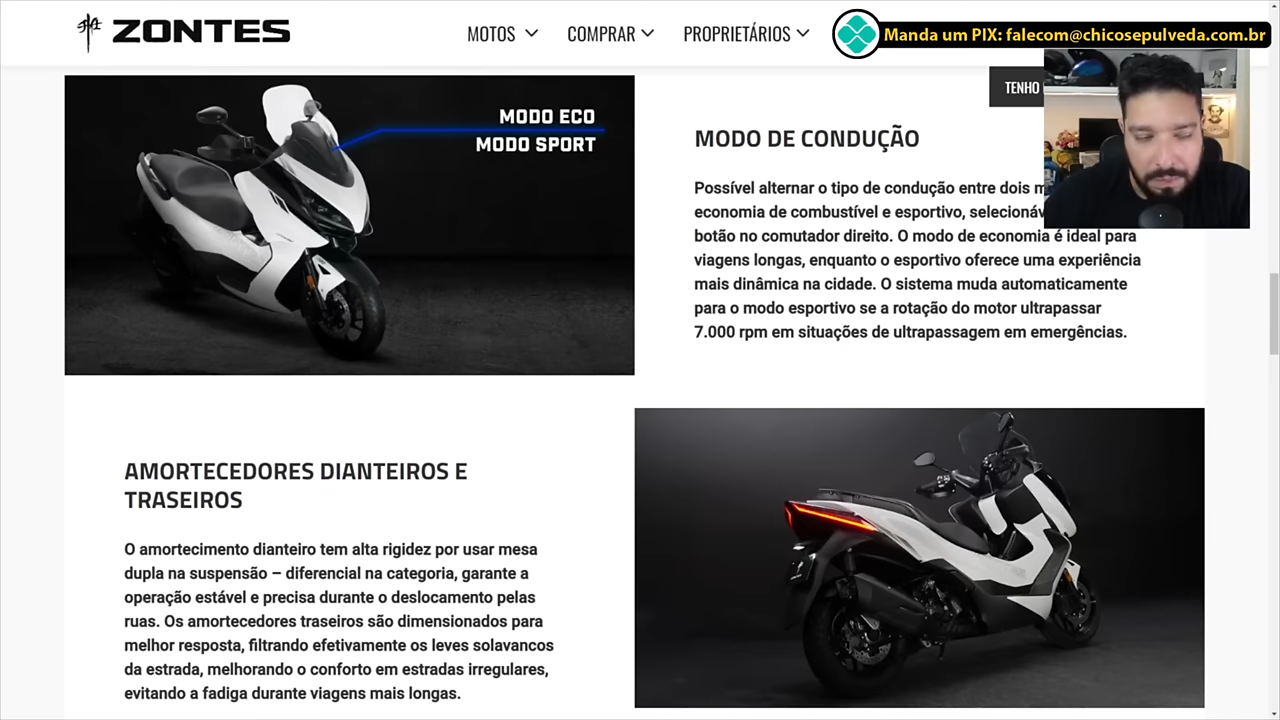 ZONTES
MOTOS
COMPRAR
PROPRIETÁRIOS
Manda um PIX: falecom@chicosepulveda.com.br
TENHO
MODO ECO
MODO SPORT
MODO DE CONDUÇÃO
Possível alternar o tipo de condução entre dois
economia de combustível e esportivo,
botão no comutador direito. O modo de economia é ideal para
viagens longas, enquanto o esportivo oferece uma experiência
mais dinâmica na cidade. O sistema muda automaticamente
para o modo esportivo se a rotação do motor ultrapassar
7.000 rpm em situações de ultrapassagem em emergências.
AMORTECEDORES DIANTEIROS E
TRASEIROS
O amortecimento dianteiro tem alta rigidez por usar mesa
dupla na suspensão – diferencial na categoria, garante a
operação estável e precisa durante o deslocamento pelas
ruas. Os amortecedores traseiros são dimensionados para
melhor resposta, filtrando efetivamente os leves solavancos
da estrada, melhorando o conforto em estradas irregulares,
evitando a fadiga durante viagens mais longas.